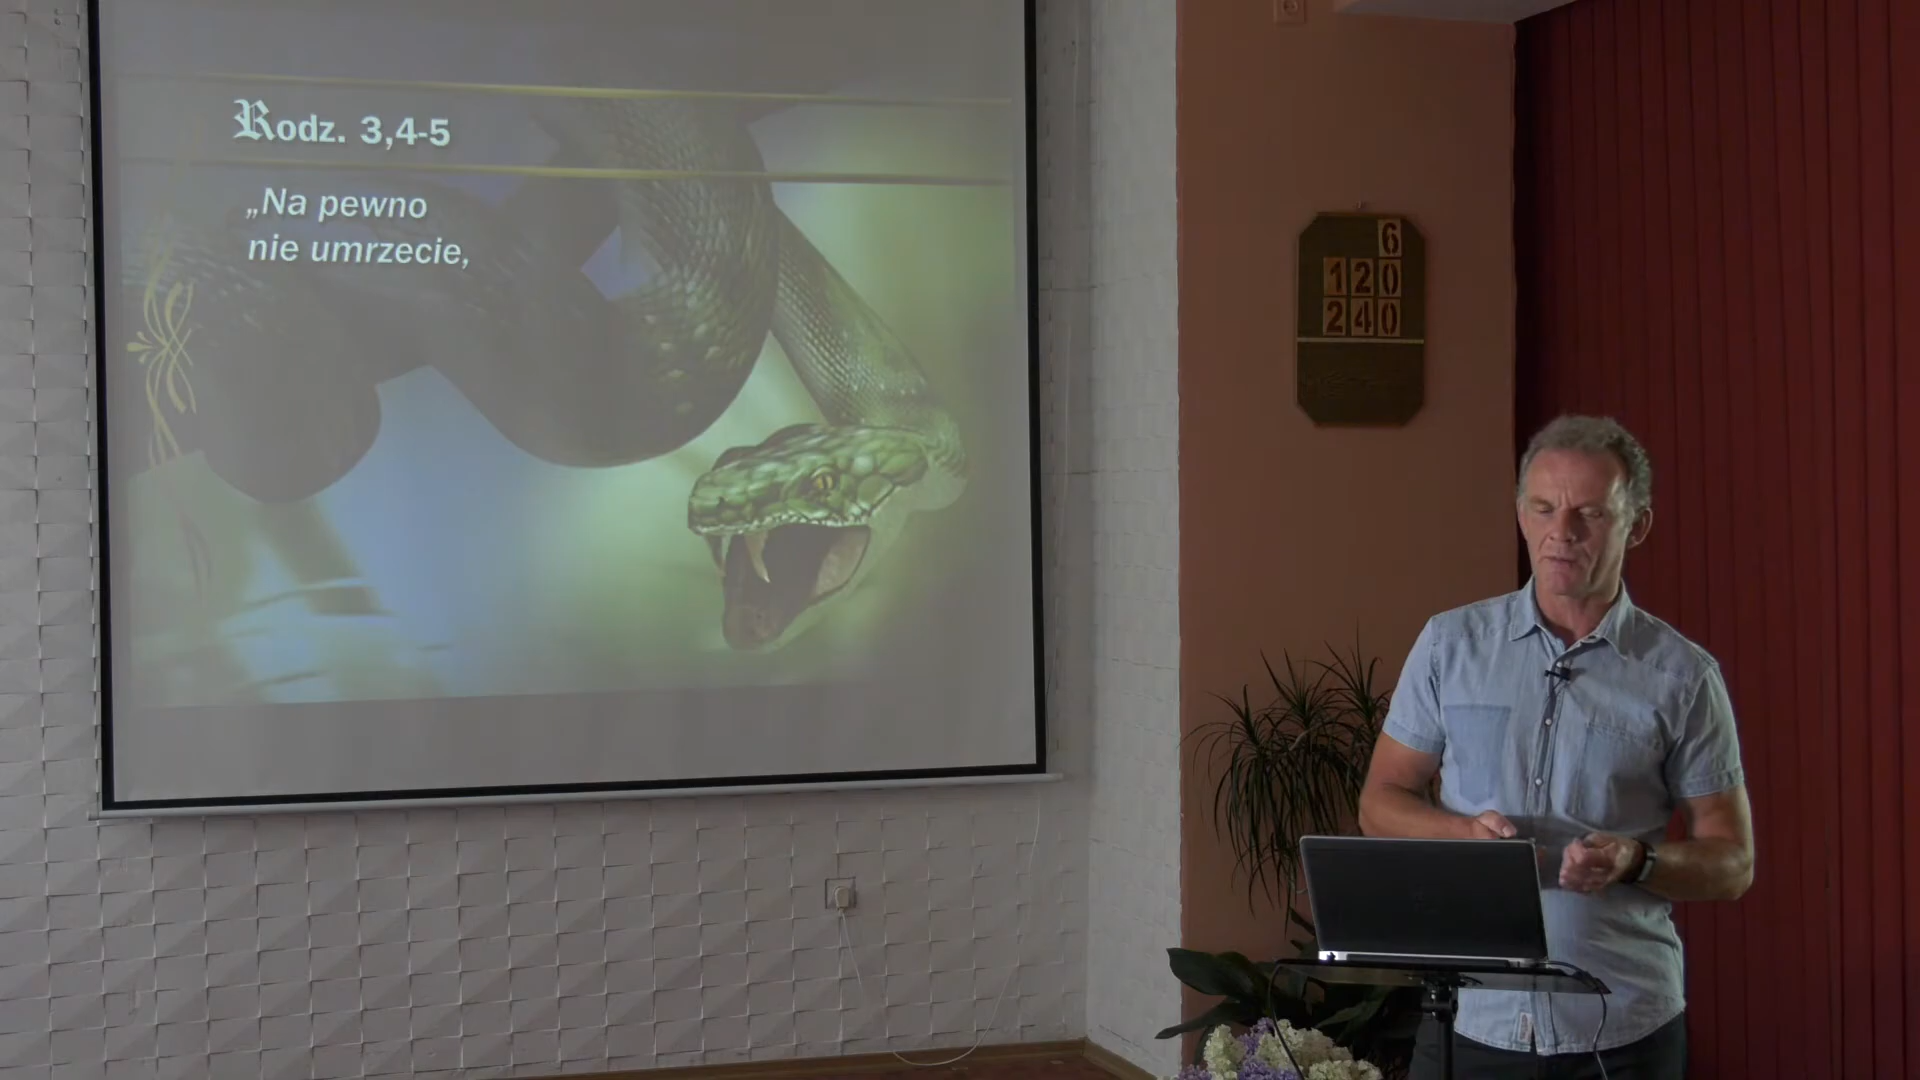 Rodz. 3,4-5
„Na pewno
nie umrzecie,
6
120
240